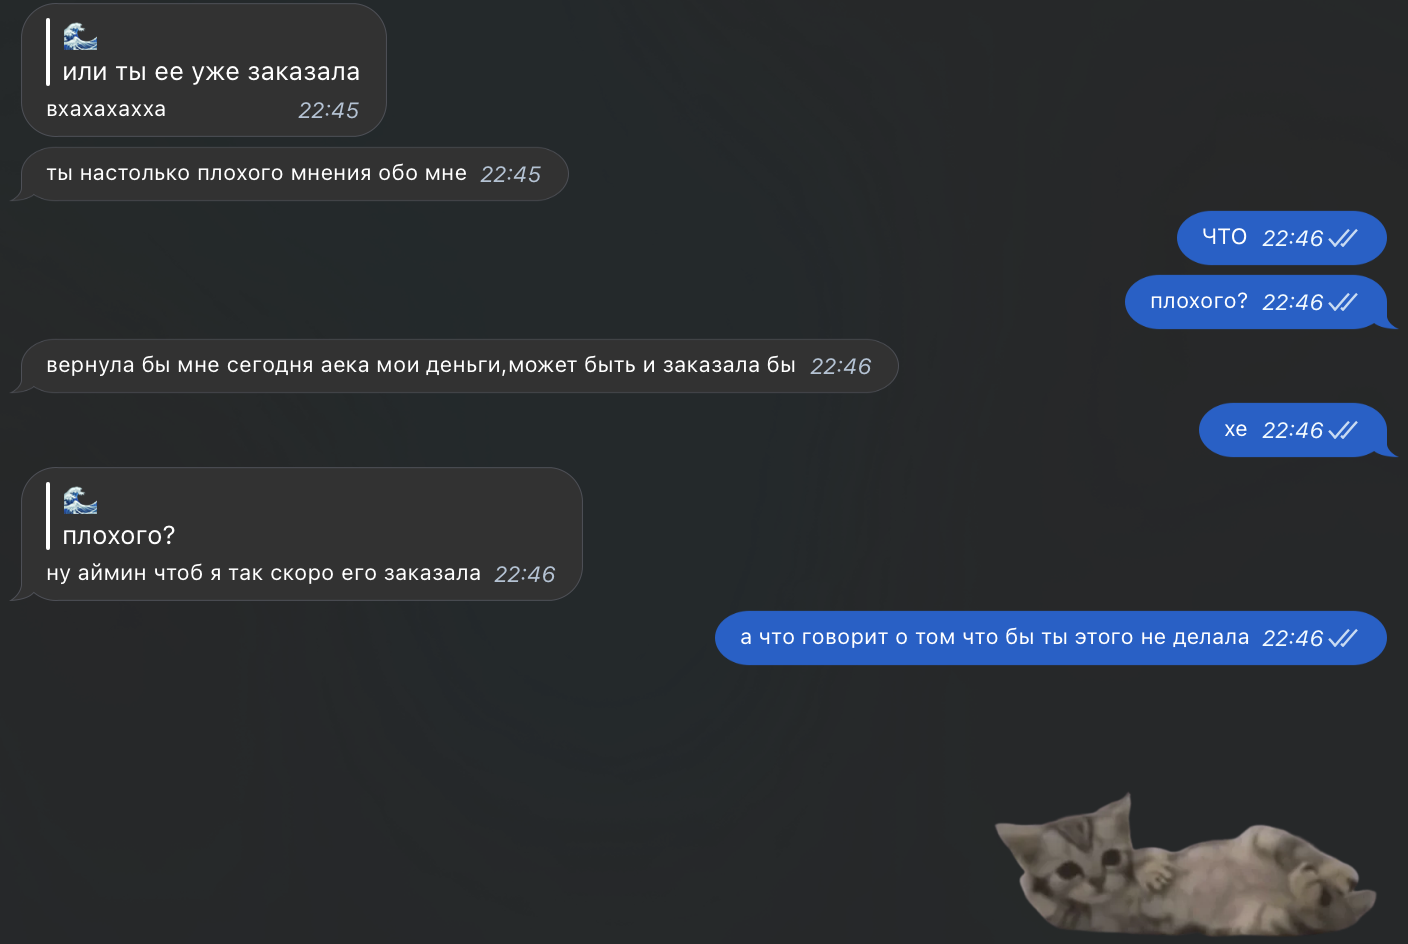 🌊
или ты ее уже заказала
вхахахахха 22:45
ты настолько плохого мнения обо мне 22:45
ЧТО 22:46
плохого? 22:46
вернула бы мне сегодня аека мои деньги,может быть и заказала бы 22:46
хе 22:46
🌊
плохого?
ну аймин чтоб я так скоро его заказала 22:46
а что говорит о том что бы ты этого не делала 22:46